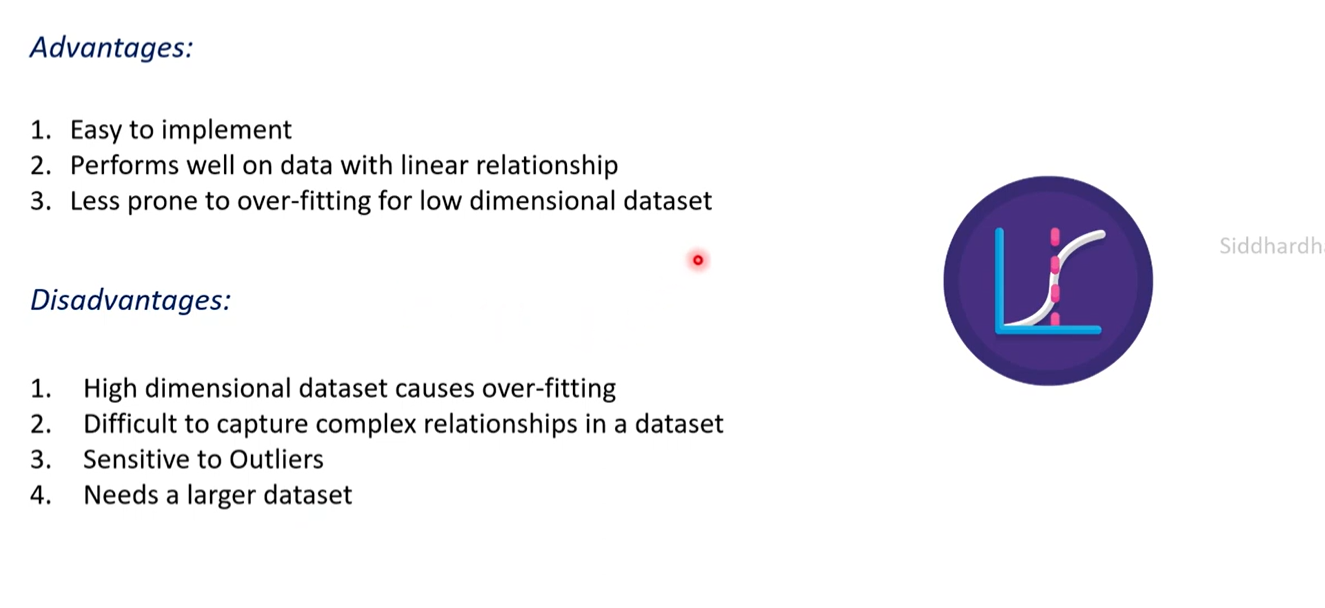 Advantages:
1. Easy to implement
2. Performs well on data with linear relationship
3. Less prone to over-fitting for low dimensional dataset
Siddhardh
Disadvantages:
1. High dimensional dataset causes over-fitting
2. Difficult to capture complex relationships in a dataset
3. Sensitive to Outliers
4. Needs a larger dataset